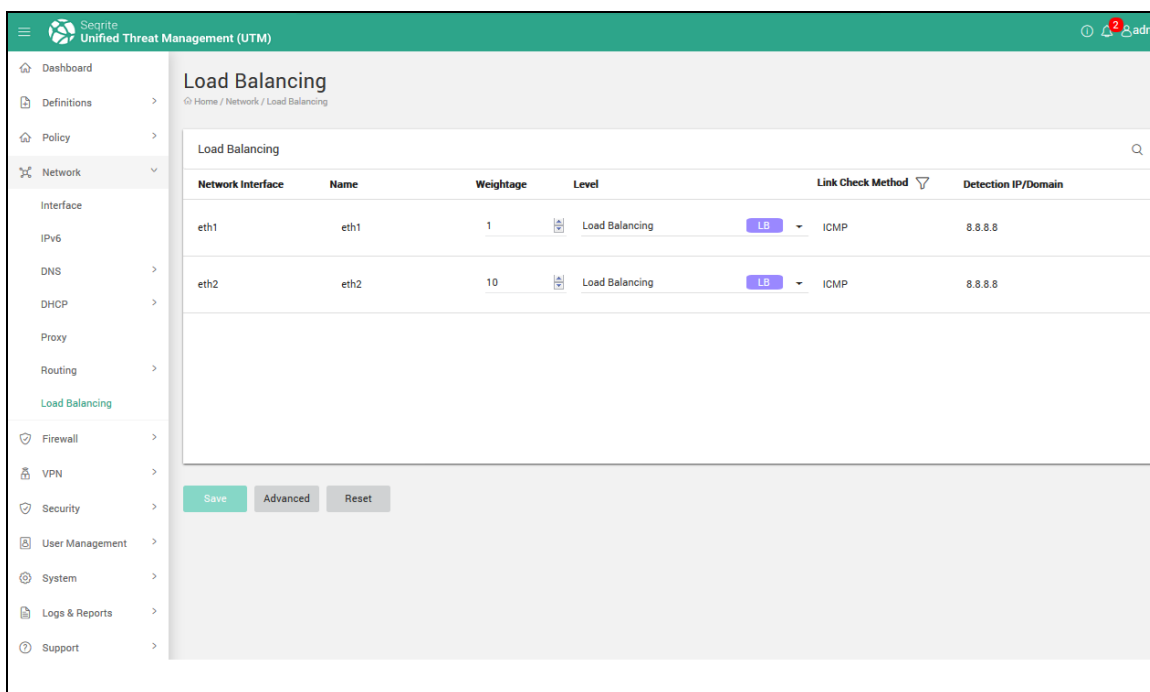 Seqrite
Unified Threat Management (UTM)
2
adr
Dashboard
Definitions
Policy
Network
Interface
IPv6
DNS
DHCP
Proxy
Routing
Load Balancing
Firewall
VPN
Security
User Management
System
Logs & Reports
Support
Load Balancing
Home / Network / Load Balancing
Load Balancing
Network Interface Name Weightage Level Link Check Method Detection IP/Domain
eth1 eth1 1 Load Balancing LB ICMP 8.8.8.8
eth2 eth2 10 Load Balancing LB ICMP 8.8.8.8
Save Advanced Reset